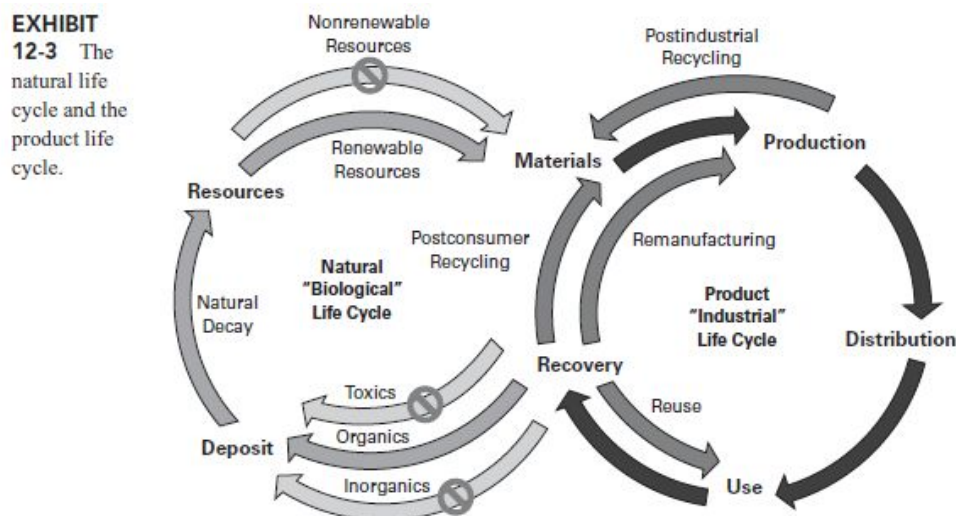 EXHIBIT
12-3 The
natural life
cycle and the
product life
cycle.
Nonrenewable
Resources
Postindustrial
Recycling
Renewable
Resources
Materials
Production
Resources
Postconsumer
Recycling
Remanufacturing
Natural
"Biological"
Life Cycle
Natural
Decay
Product
"Industrial"
Life Cycle
Distribution
Recovery
Toxics
Reuse
Organics
Deposit
Inorganics
Use